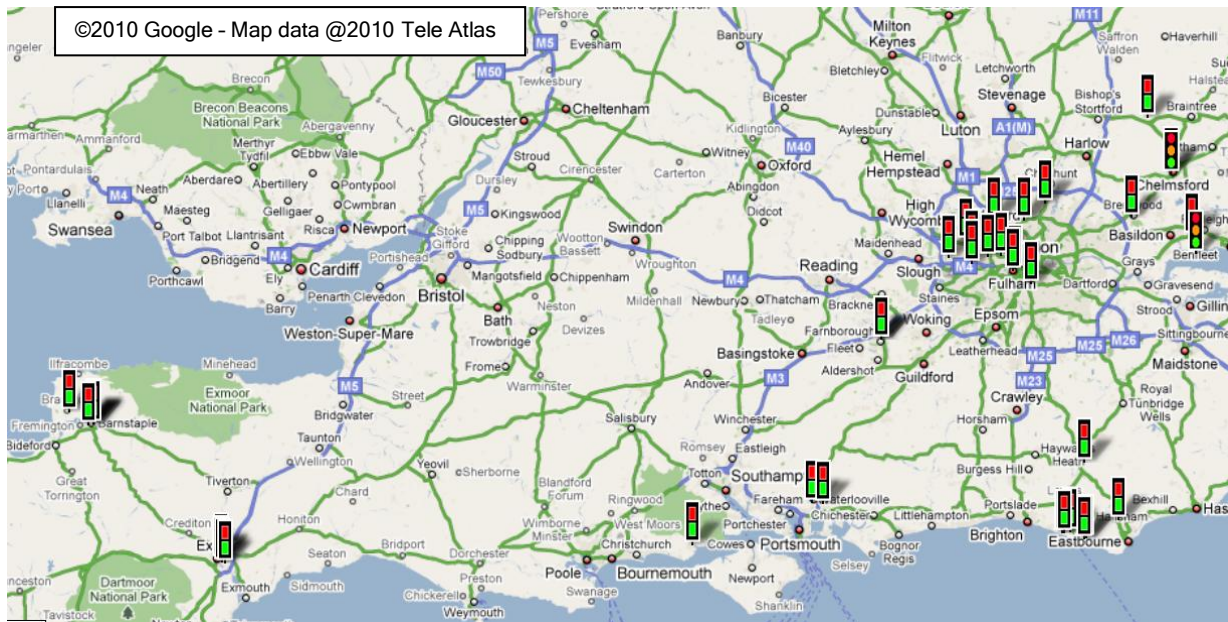 ©2010 Google - Map data @2010 Tele Atlas
Pershore
Evesham
Banbury
Milton
Keynes
Flitwick
M11
Saffron
Walden
Haverhill
M5
M50
Tewkesbury
Bletchley
Letchworth
Stevenage
Bishop's
Stortford
Braintree
Brecon
Brecon Beacons
National Park
Abergavenny
Cheltenham
Gloucester
Bicester
Dunstable
Luton
A1(M)
Ammanford
Merthyr
Tydfil
Ebbw Vale
Kidlington
M40
Aylesbury
Harlow
Pontardulais
Aberdare
Abertillery
Pontypool
Stroud
Cirencester
Witney
Oxford
Hemel
Hempstead
M1
Chelmsford
Llanelli
M4
Neath
Cwmbran
Dursley
Carterton
Abingdon
High
Maesteg
Gelligaer
Risca
Newport
M5
Kingswood
Didcot
Swansea
Port Talbot
Llantrisant
Stoke
Gifford
Chipping
Sodbury
Wootton
Bassett
Swindon
Maidenhead
Basildon
Bridgend
M4
Cardiff
Portishead
Mangotsfield
Chippenham
Wroughton
M4
Reading
Slough
M4
Benfleet
Porthcawl
Ely
Penarth
Clevedon
Bristol
Mildenhall
Newbury
Thatcham
Staines
Fulham
Dartford
Grays
Gravesend
Barry
Weston-Super-Mare
Bath
Neston
Devizes
Tadley
Farnborough
Woking
Epsom
Strood
Trowbridge
Basingstoke
Fleet
Leatherhead
M25
M25
M26
Sittingbourne
Ilfracombe
Minehead
Frome
Warminster
Andover
M3
Aldershot
Guildford
M23
Maidstone
Exmoor
National Park
M5
Street
Crawley
Royal
Tunbridge
Wells
Fremington
Barnstaple
Bridgwater
Salisbury
Winchester
Horsham
Bideford
Taunton
Romsey
Eastleigh
Great
Torrington
Wellington
Yeovil
Sherborne
Totton
Burgess Hill
Tiverton
Chard
Blandford
Forum
Ringwood
Fareham
Portslade
Bexhill
Crediton
Honiton
Wimborne
Minster
West Moors
Portchester
Chichester
Littlehampton
Brighton
Seaton
Bridport
Dorchester
Christchurch
Cowes
Portsmouth
Bognor
Regis
Eastbourne
Dartmoor
National Park
Exmouth
Sidmouth
Preston
Poole
Bournemouth
Newport
Selsey
Tavistock
Chickerell
Weymouth
Swanage
Shanklin